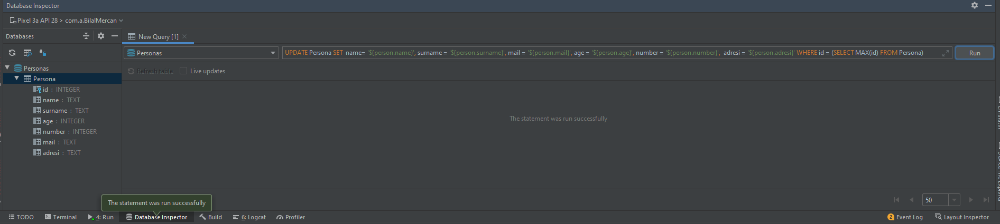 Database Inspector
Pixel 3a API 28 > com.a.BilalMercan
Databases
New Query [1]
Personas
UPDATE Persona SET name= '${person.name}', surname = '${person.surname}', mail = '${person.mail}', age = '${person.age}', number = '${person.number}', adresi = '${person.adresi}' WHERE id = (SELECT MAX(id) FROM Persona)
Run
Refresh table
Live updates
Personas
Persona
id : INTEGER
name : TEXT
surname : TEXT
age : INTEGER
number : INTEGER
mail : TEXT
adresi : TEXT
The statement was run successfully
50
The statement was run successfully
TODO
Terminal
4: Run
Database Inspector
Build
6: Logcat
Profiler
2 Event Log
Layout Inspector